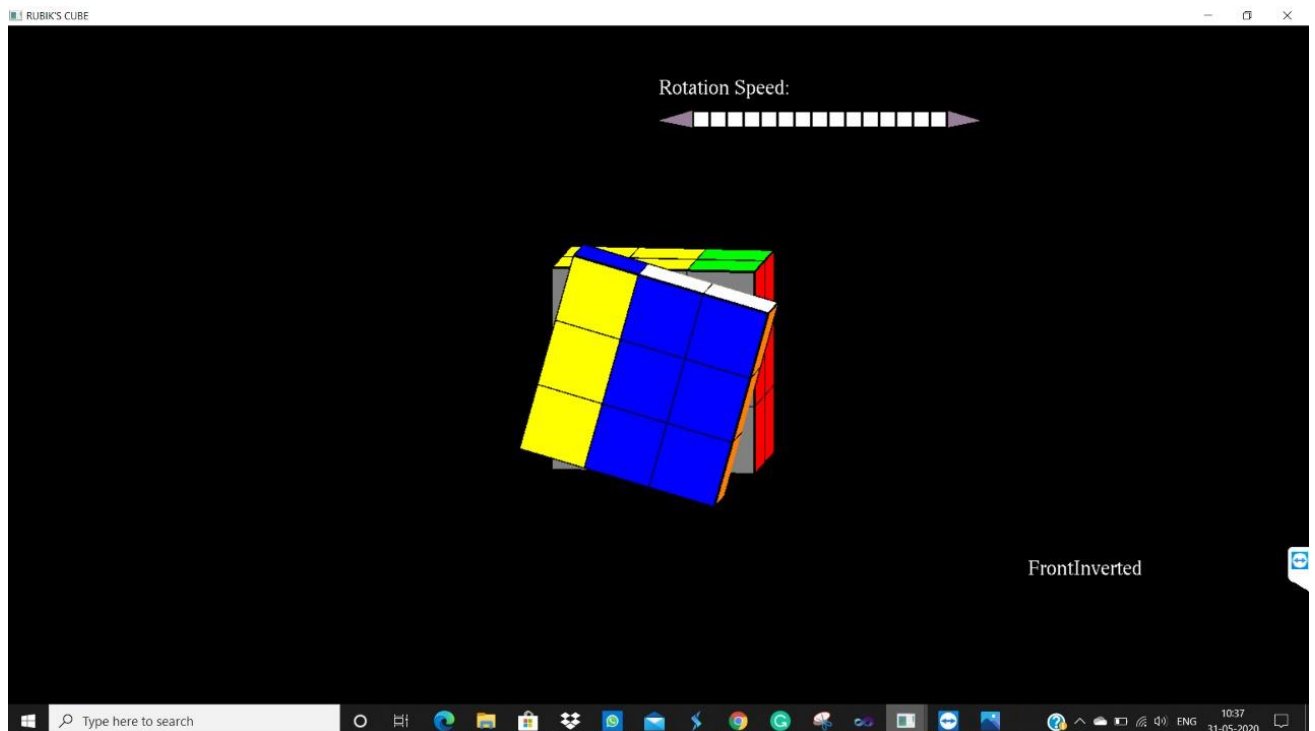 RUBIK'S CUBE
Rotation Speed:
FrontInverted
Type here to search
ENG
10:37
31-05-2020